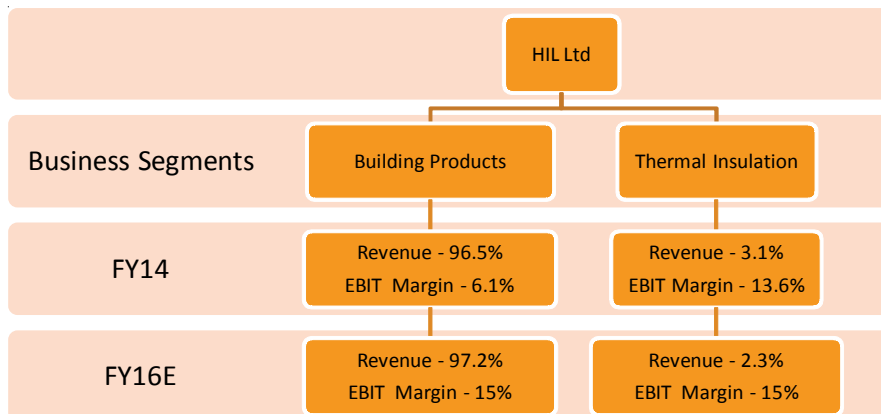 HIL Ltd
Business Segments
Building Products
Thermal Insulation
FY14
Revenue - 96.5%
EBIT Margin - 6.1%
Revenue - 3.1%
EBIT Margin - 13.6%
FY16E
Revenue - 97.2%
EBIT Margin - 15%
Revenue - 2.3%
EBIT Margin - 15%